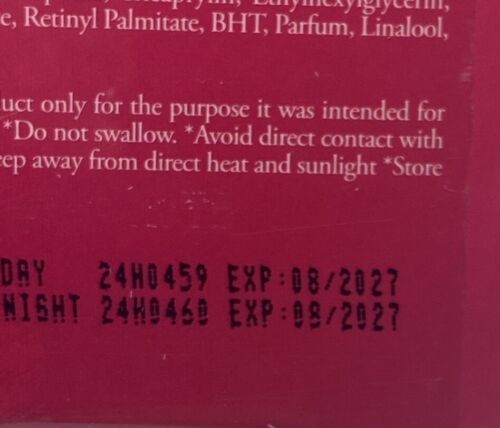 Ethylhexylglycerin,
e, Retinyl Palmitate, BHT, Parfum, Linalool,
uct only for the purpose it was intended for
*Do not swallow. *Avoid direct contact with
eep away from direct heat and sunlight *Store
DAY 24H0459 EXP:08/2027
NIGHT 24H0460 EXP:08/2027